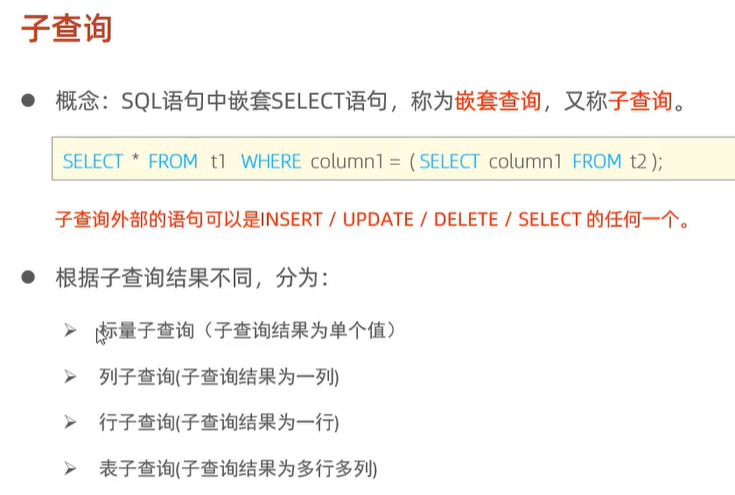 子查询
概念：SQL语句中嵌套SELECT语句，称为嵌套查询，又称子查询。
SELECT * FROM t1 WHERE column1 = ( SELECT column1 FROM t2 );
子查询外部的语句可以是INSERT / UPDATE / DELETE / SELECT 的任何一个。
根据子查询结果不同，分为：
标量子查询（子查询结果为单个值）
列子查询(子查询结果为一列)
行子查询(子查询结果为一行)
表子查询(子查询结果为多行多列)